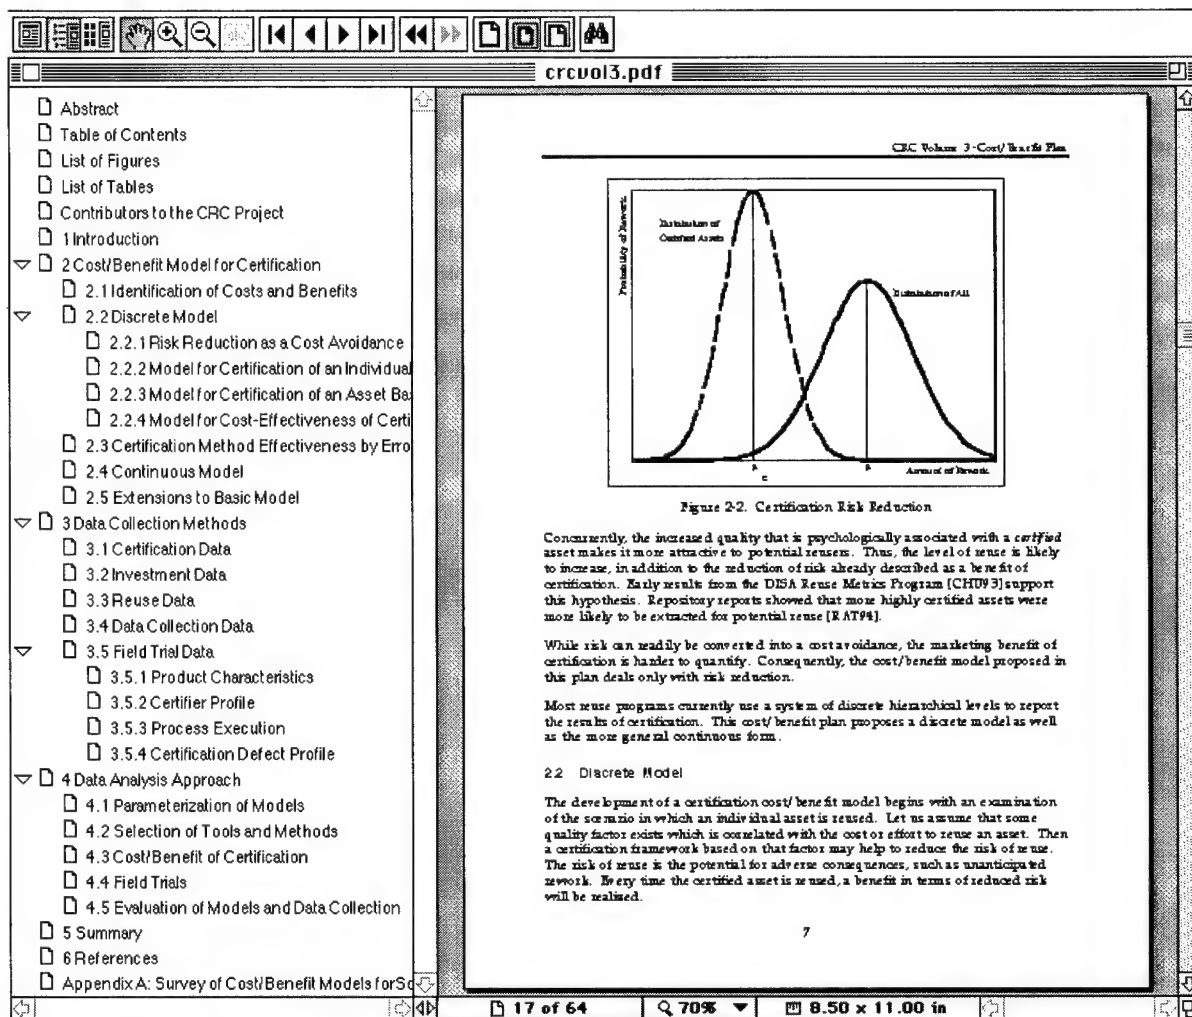 crcvol3.pdf
Abstract
Table of Contents
List of Figures
List of Tables
Contributors to the CRC Project
1 Introduction
2 Cost/Benefit Model for Certification
2.1 Identification of Costs and Benefits
2.2 Discrete Model
2.2.1 Risk Reduction as a Cost Avoidance
2.2.2 Model for Certification of an Individual
2.2.3 Model for Certification of an Asset Ba
2.2.4 Model for Cost-Effectiveness of Certi
2.3 Certification Method Effectiveness by Erro
2.4 Continuous Model
2.5 Extensions to Basic Model
3 Data Collection Methods
3.1 Certification Data
3.2 Investment Data
3.3 Reuse Data
3.4 Data Collection Data
3.5 Field Trial Data
3.5.1 Product Characteristics
3.5.2 Certifier Profile
3.5.3 Process Execution
3.5.4 Certification Defect Profile
4 Data Analysis Approach
4.1 Parameterization of Models
4.2 Selection of Tools and Methods
4.3 Cost/Benefit of Certification
4.4 Field Trials
4.5 Evaluation of Models and Data Collection
5 Summary
6 References
Appendix A: Survey of Cost/Benefit Models for So
CRC Volume 3-Cost/Benefit Plan
Probability of Rework
Distribution of
Certified Assets
Distribution of All
Amount of Rework
Figure 2-2. Certification Risk Reduction
Concurrently, the increased quality that is psychologically associated with a certified
asset makes it more attractive to potential reusers. Thus, the level of reuse is likely
to increase, in addition to the reduction of risk already described as a benefit of
certification. Early results from the DISA Reuse Metrics Program [CHU93] support
this hypothesis. Repository reports showed that more highly certified assets were
more likely to be extracted for potential reuse [RAT94].
While risk can readily be converted into a cost avoidance, the marketing benefit of
certification is harder to quantify. Consequently, the cost/benefit model proposed in
this plan deals only with risk reduction.
Most reuse programs currently use a system of discrete hierarchical levels to report
the results of certification. This cost/benefit plan proposes a discrete model as well
as the more general continuous form.
2.2 Discrete Model
The development of a certification cost/benefit model begins with an examination
of the scenario in which an individual asset is reused. Let us assume that some
quality factor exists which is correlated with the cost or effort to reuse an asset. Then
a certification framework based on that factor may help to reduce the risk of reuse.
The risk of reuse is the potential for adverse consequences, such as unanticipated
rework. Every time the certified asset is reused, a benefit in terms of reduced risk
will be realized.
7
17 of 64
70%
8.50 x 11.00 in